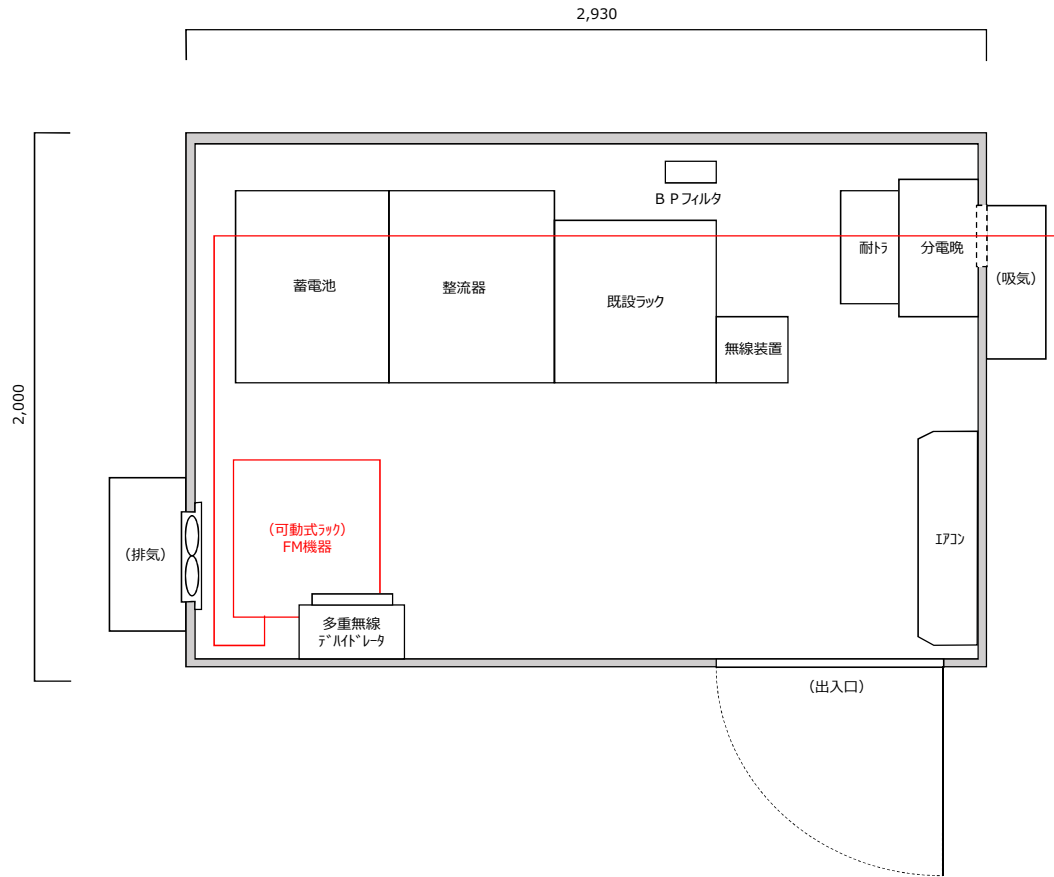 2,930
2,000
ＢＰフィルタ
蓄電池
整流器
既設ラック
無線装置
耐ﾄﾗ
分電晩
（吸気）
（排気）
（可動式ﾗｯｸ）
FM機器
多重無線
ﾃﾞﾊｲﾄﾞﾚｰﾀ
ｴｱｺﾝ
（出入口）